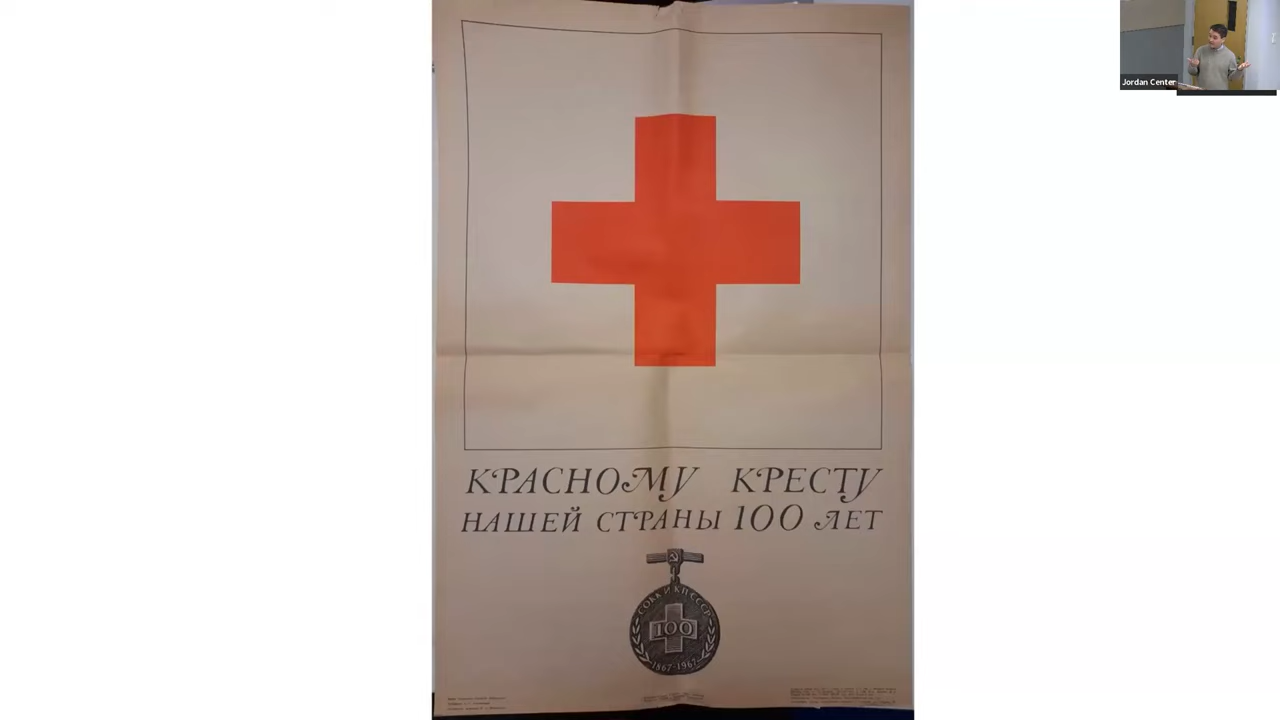 Jordan Center
КРАСНОМУ КРЕСТУ
НАШЕЙ СТРАНЫ 100 ЛЕТ
СОКК И КП СССР
100
1867-1967